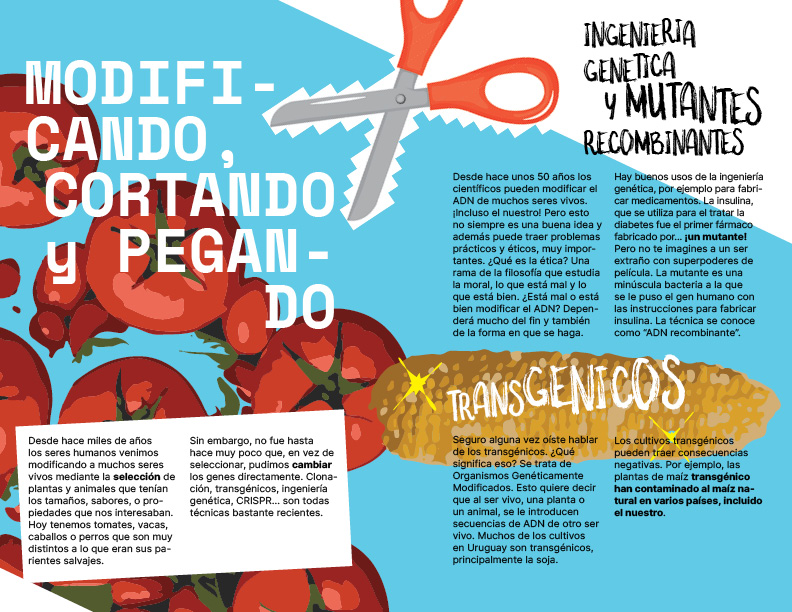 MODIFI-
CANDO,
CORTANDO
y PEGAN-
DO
Desde hace miles de años
los seres humanos venimos
modificando a muchos seres
vivos mediante la selección de
plantas y animales que tenían
los tamaños, sabores, o pro-
piedades que nos interesaban.
Hoy tenemos tomates, vacas,
caballos o perros que son muy
distintos a lo que eran sus pa-
rientes salvajes.
Sin embargo, no fue hasta
hace muy poco que, en vez de
seleccionar, pudimos cambiar
los genes directamente. Clona-
ción, transgénicos, ingeniería
genética, CRISPR... son todas
técnicas bastante recientes.
INGENIERIA
GENETICA
y MUTANTES
RECOMBINANTES
Desde hace unos 50 años los
científicos pueden modificar el
ADN de muchos seres vivos.
¡Incluso el nuestro! Pero esto
no siempre es una buena idea y
además puede traer problemas
prácticos y éticos, muy impor-
tantes. ¿Qué es la ética? Una
rama de la filosofía que estudia
la moral, lo que está mal y lo
que está bien. ¿Está mal o está
bien modificar el ADN? Depen-
derá mucho del fin y también
de la forma en que se haga.
Hay buenos usos de la ingeniería
genética, por ejemplo para fabri-
car medicamentos. La insulina,
que se utiliza para el tratar la
diabetes fue el primer fármaco
fabricado por... ¡un mutante!
Pero no te imagines a un ser
extraño con superpoderes de
película. La mutante es una
minúscula bacteria a la que
se le puso el gen humano con
las instrucciones para fabricar
insulina. La técnica se conoce
como "ADN recombinante".
TRANSGENICOS
Seguro alguna vez oíste hablar
de los transgénicos. ¿Qué
significa eso? Se trata de
Organismos Genéticamente
Modificados. Esto quiere decir
que al ser vivo, una planta o
un animal, se le introducen
secuencias de ADN de otro ser
vivo. Muchos de los cultivos
en Uruguay son transgénicos,
principalmente la soja.
Los cultivos transgénicos
pueden traer consecuencias
negativas. Por ejemplo, las
plantas de maíz transgénico
han contaminado al maíz na-
tural en varios países, incluido
el nuestro.